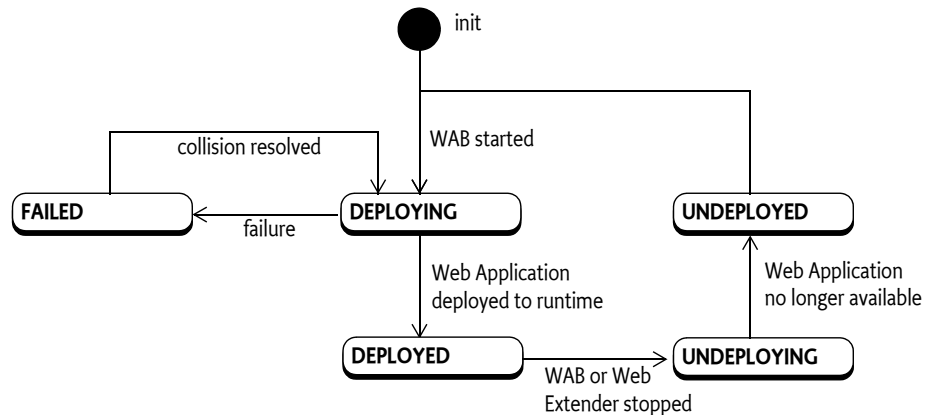 init
WAB started
collision resolved
FAILED
DEPLOYING
UNDEPLOYED
failure
Web Application
deployed to runtime
Web Application
no longer available
DEPLOYED
UNDEPLOYING
WAB or Web
Extender stopped